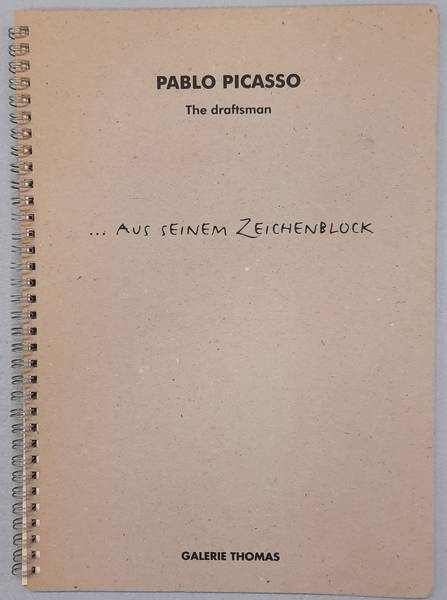 PABLO PICASSO
The draftsman
... AUS SEINEM ZEICHENBLOCK
GALERIE THOMAS